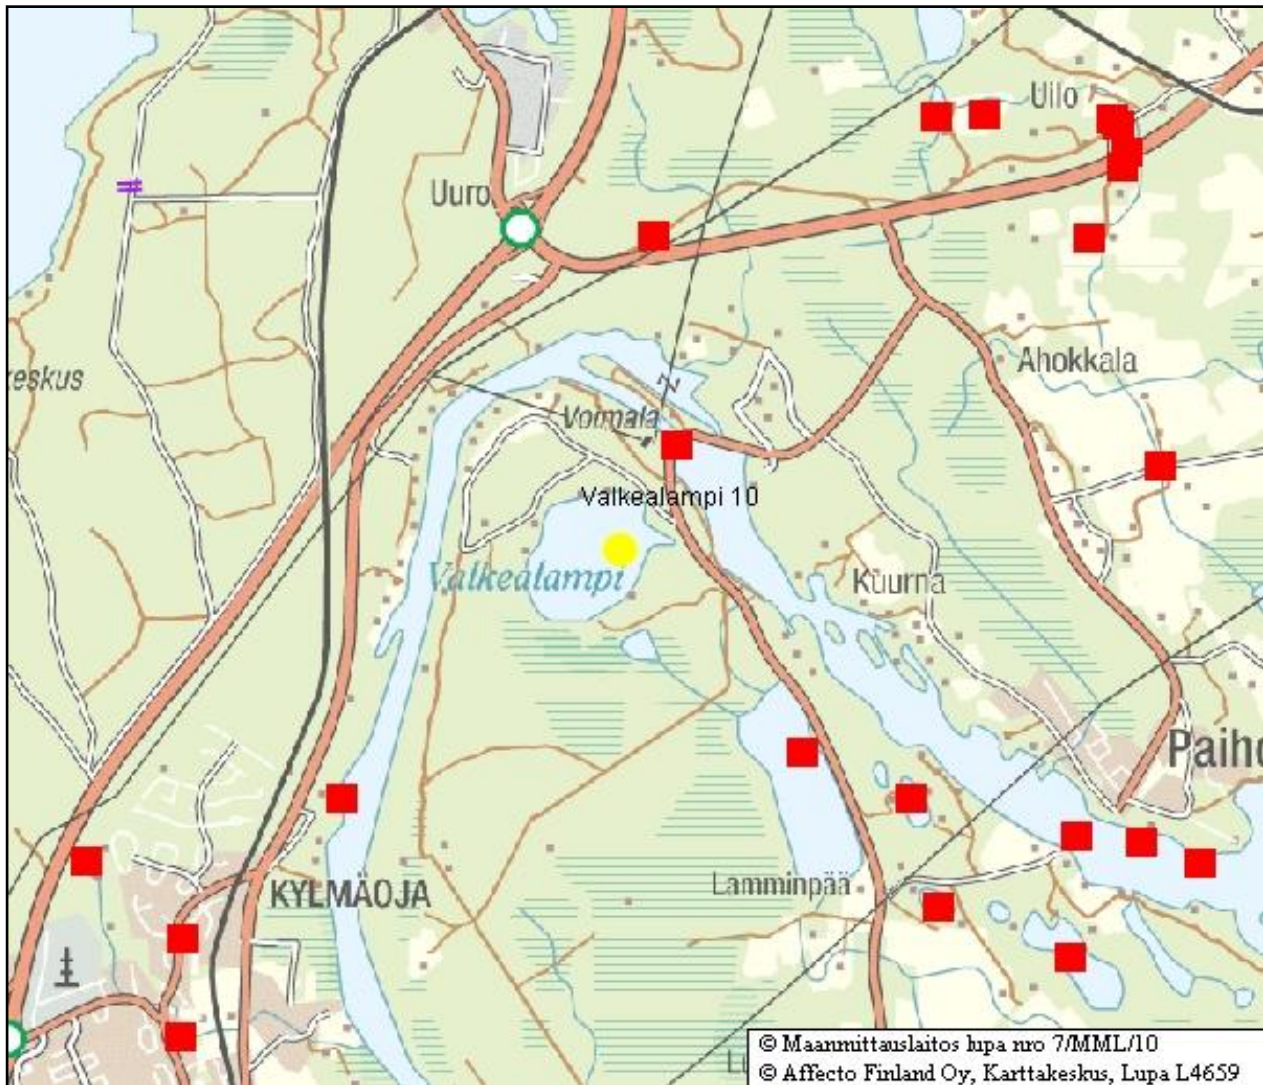 Uilo
Uuro
Ahokkala
keskus
Voimala
Valkealampi 10
Valkealampi
Kuurna
Paiho
Lamminpää
KYLMÄOJA
© Maanmittauslaitos lupa nro 7/MML/10
© Affecto Finland Oy, Karttakeskus, Lupa L4659